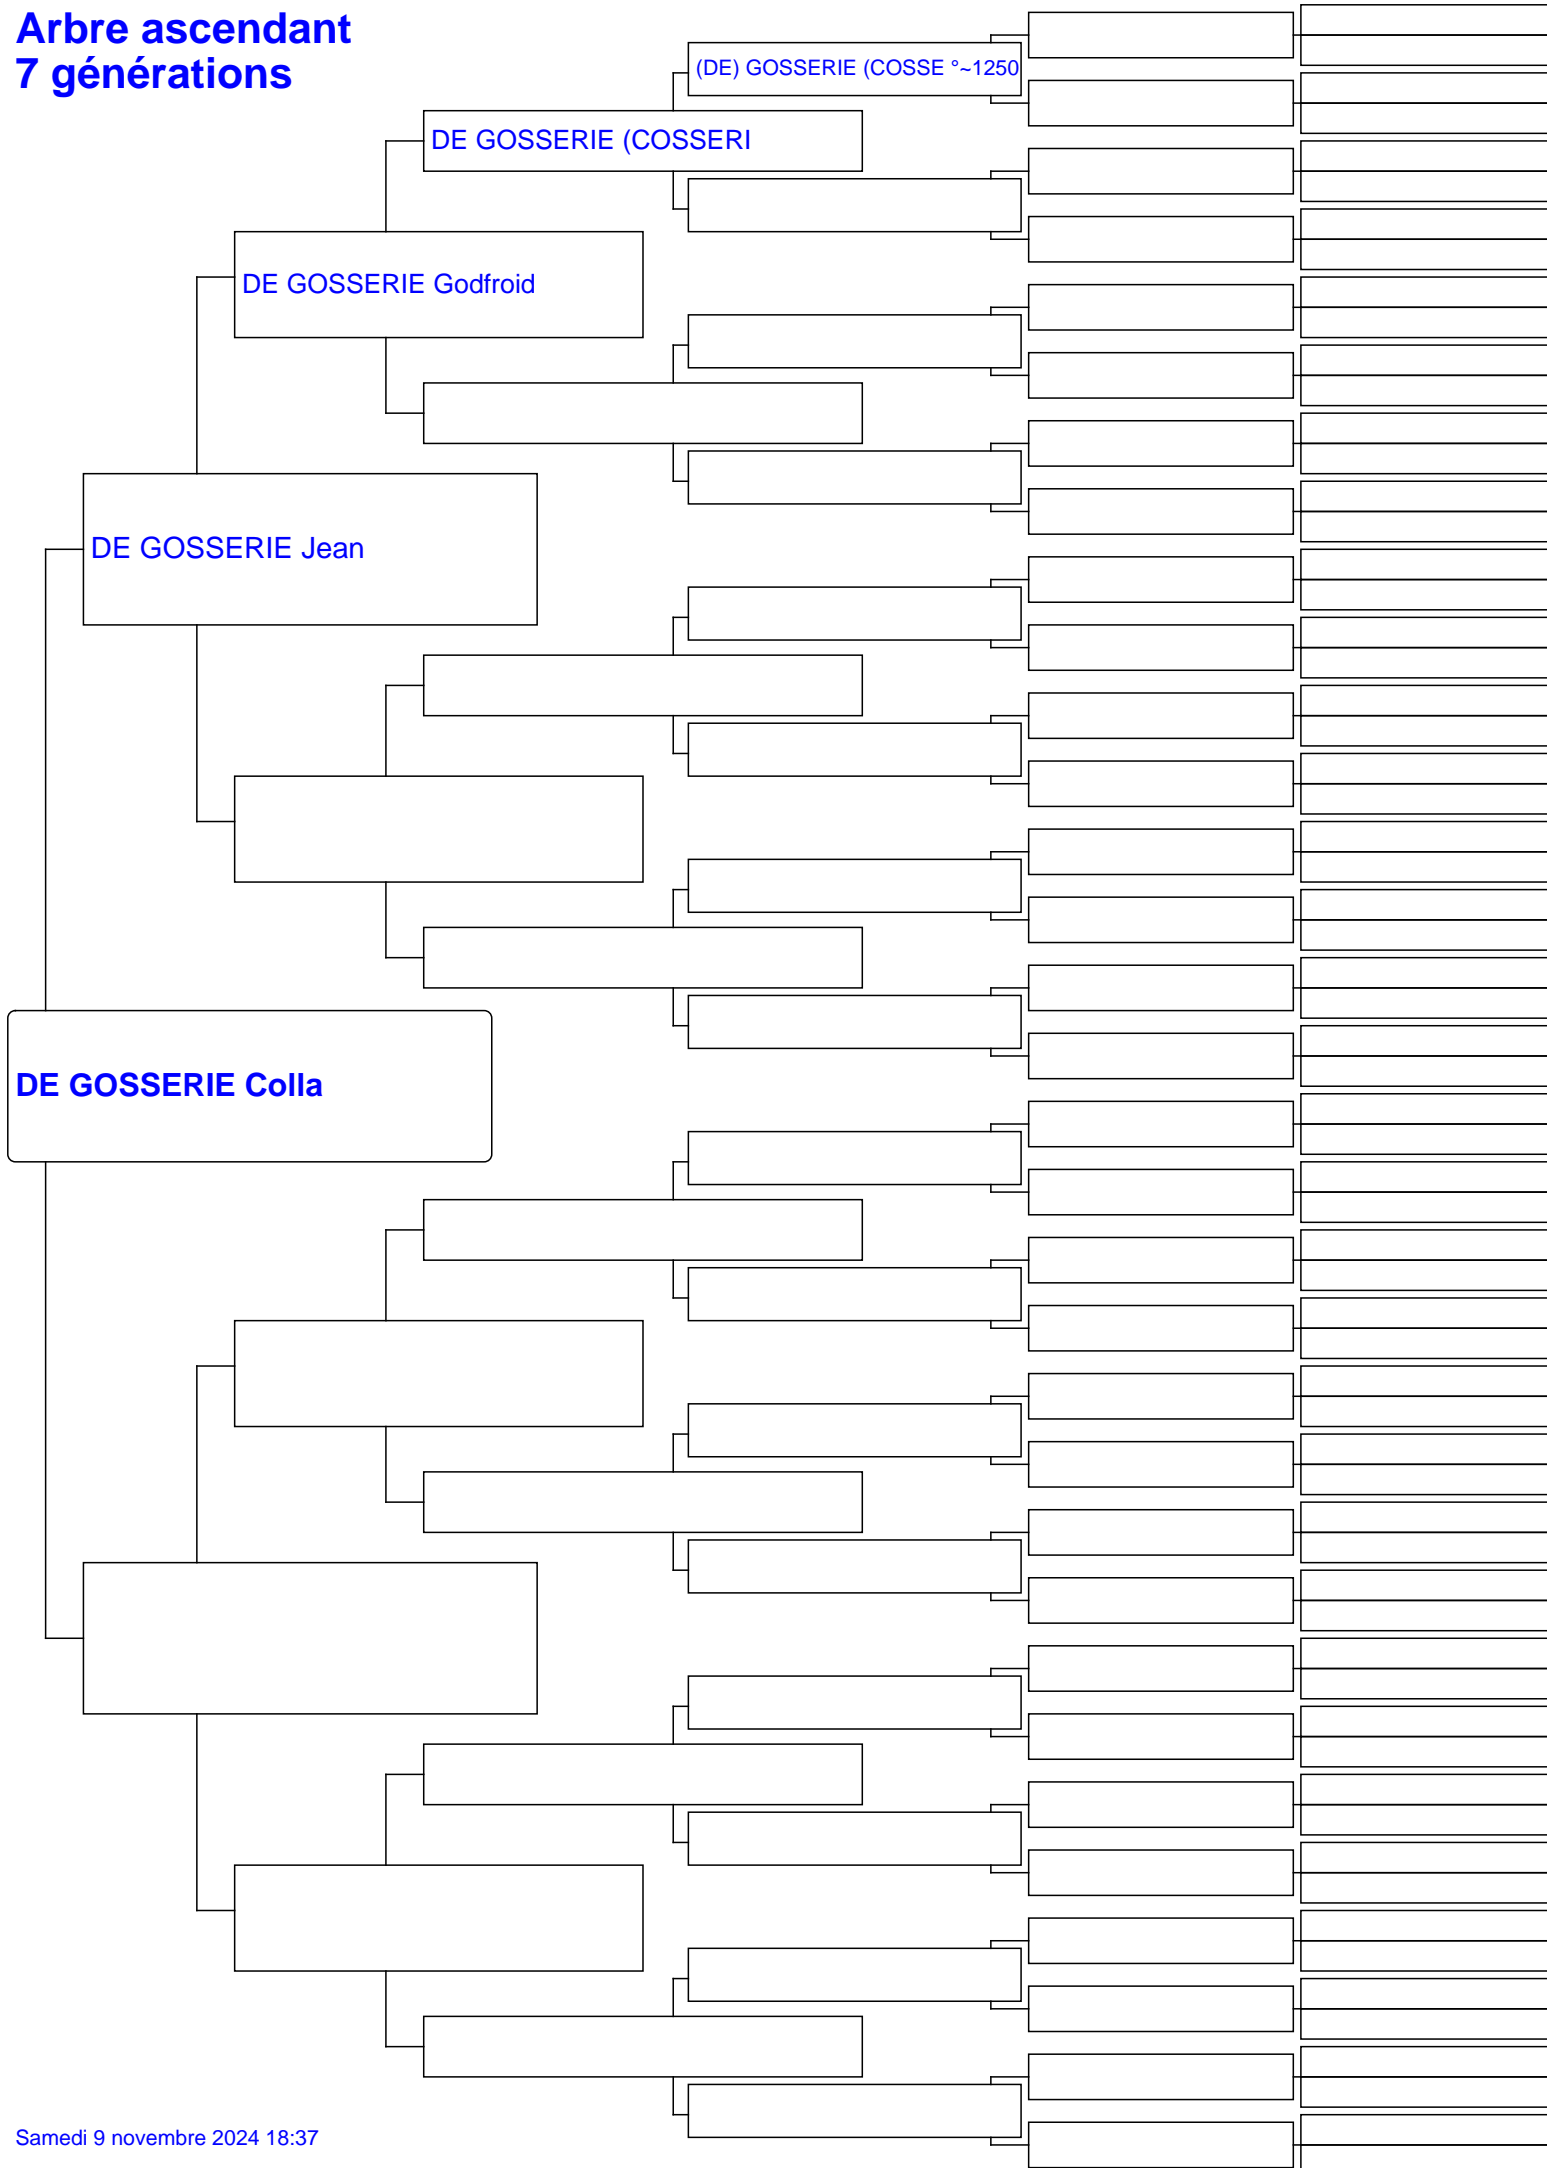 Arbre ascendant
7 générations
(DE) GOSSERIE (COSSE °~1250
DE GOSSERIE (COSSERI
DE GOSSERIE Godfroid
DE GOSSERIE Jean
DE GOSSERIE Colla
Samedi 9 novembre 2024 18:37